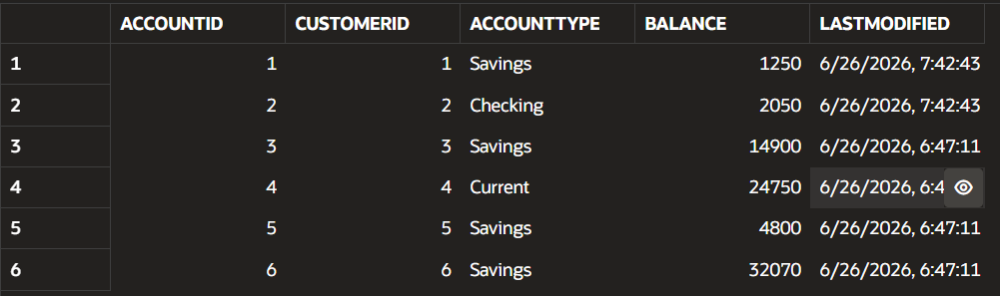 ACCOUNTID CUSTOMERID ACCOUNTTYPE BALANCE LASTMODIFIED
1 1 1 Savings 1250 6/26/2026, 7:42:43
2 2 2 Checking 2050 6/26/2026, 7:42:43
3 3 3 Savings 14900 6/26/2026, 6:47:11
4 4 4 Current 24750 6/26/2026, 6:4
5 5 5 Savings 4800 6/26/2026, 6:47:11
6 6 6 Savings 32070 6/26/2026, 6:47:11